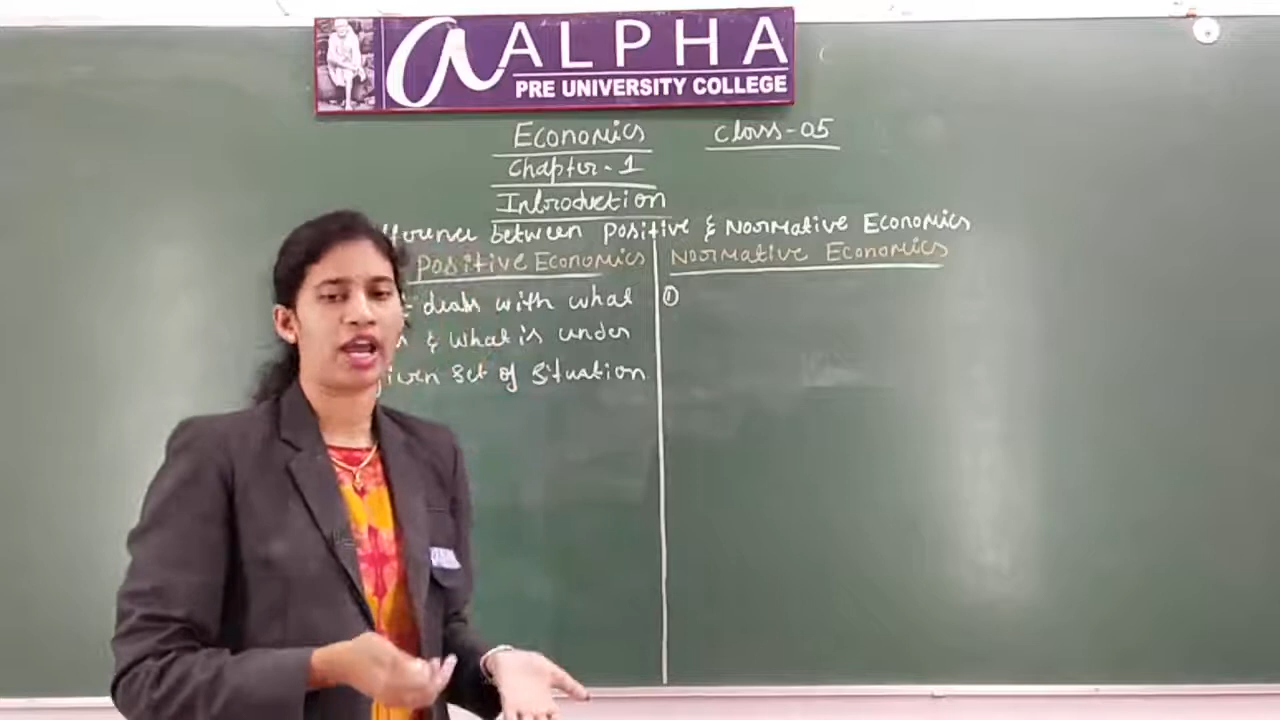 a ALPHA
PRE UNIVERSITY COLLEGE
Economics Class-05
Chapter-1
Introduction
between Positive & Normative Economics
Positive Economics Normative Economics
deals with what ①
& what is under
given set of situation